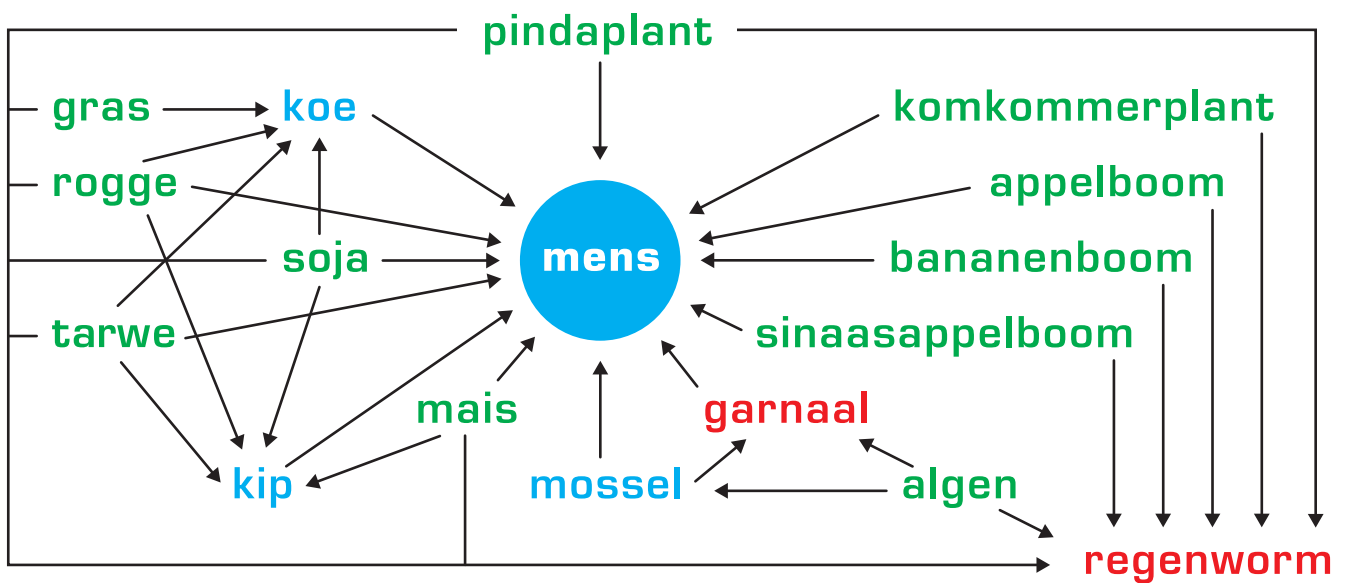 pindaplant
gras
koe
komkommerplant
rogge
appelboom
soja
mens
bananenboom
tarwe
sinaasappelboom
mais
garnaal
kip
mossel
algen
regenworm